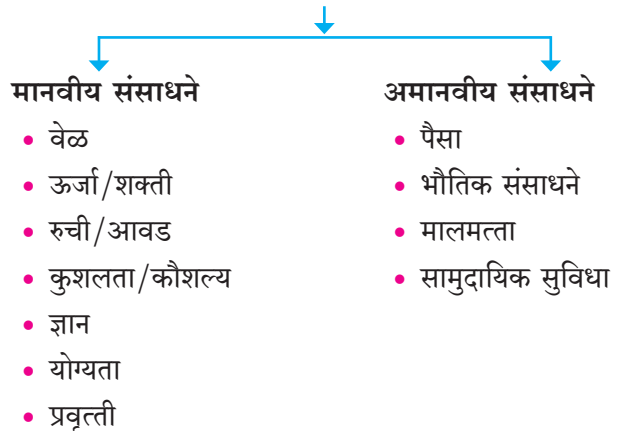 मानवीय संसाधने
• वेळ
• ऊर्जा/शक्ती
• रुची/आवड
• कुशलता/कौशल्य
• ज्ञान
• योग्यता
• प्रवृत्ती
अमानवीय संसाधने
• पैसा
• भौतिक संसाधने
• मालमत्ता
• सामुदायिक सुविधा